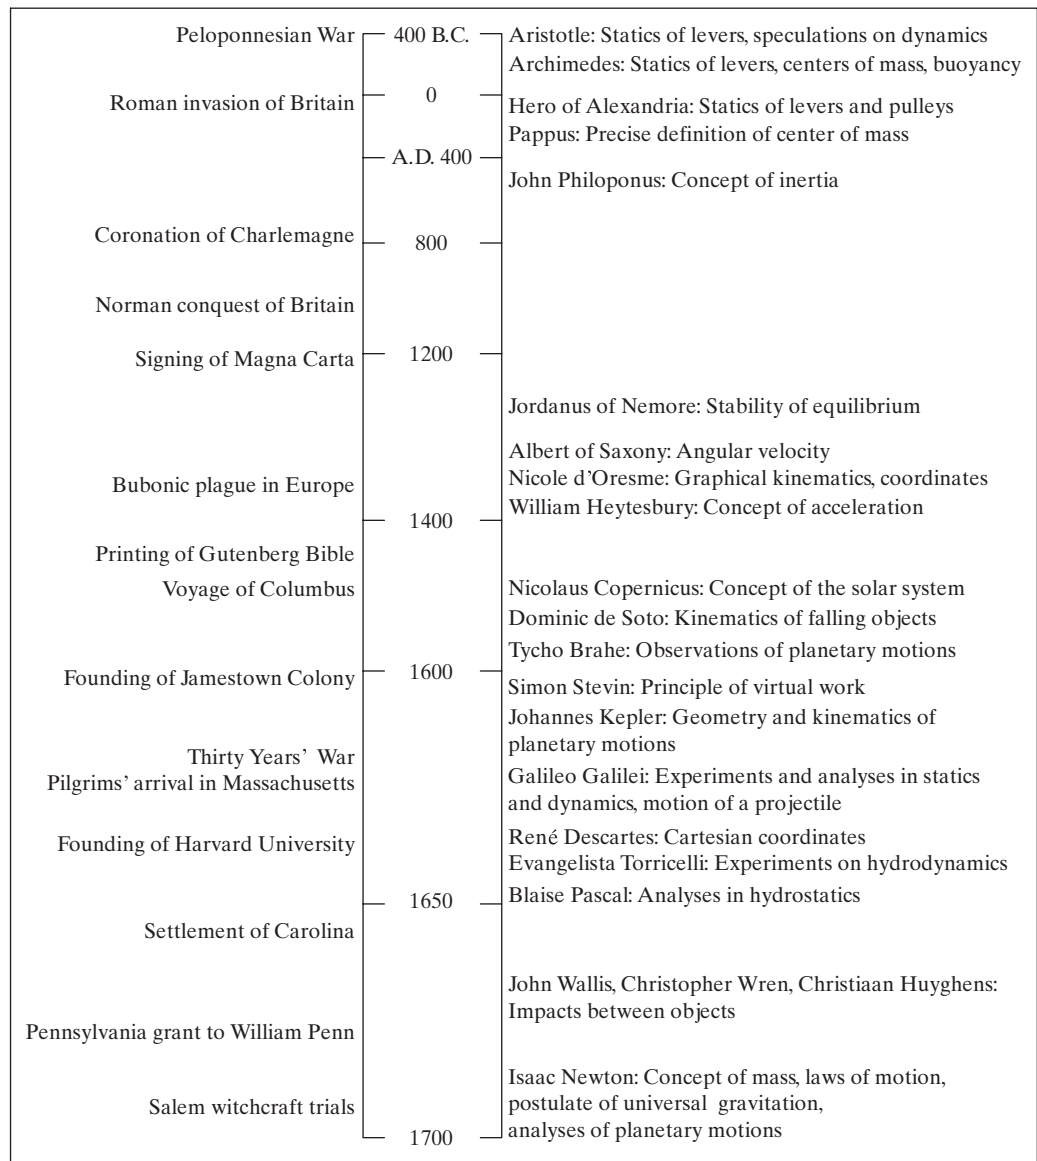 Peloponnesian War 400 B.C. Aristotle: Statics of levers, speculations on dynamics
Archimedes: Statics of levers, centers of mass, buoyancy
Roman invasion of Britain 0 Hero of Alexandria: Statics of levers and pulleys
Pappus: Precise definition of center of mass
A.D. 400
John Philoponus: Concept of inertia
Coronation of Charlemagne 800
Norman conquest of Britain
Signing of Magna Carta 1200
Jordanus of Nemore: Stability of equilibrium
Albert of Saxony: Angular velocity
Nicole d'Oresme: Graphical kinematics, coordinates
Bubonic plague in Europe
William Heytesbury: Concept of acceleration
1400
Printing of Gutenberg Bible
Voyage of Columbus Nicolaus Copernicus: Concept of the solar system
Dominic de Soto: Kinematics of falling objects
Tycho Brahe: Observations of planetary motions
Founding of Jamestown Colony 1600
Simon Stevin: Principle of virtual work
Johannes Kepler: Geometry and kinematics of
planetary motions
Thirty Years' War
Pilgrims' arrival in Massachusetts Galileo Galilei: Experiments and analyses in statics
and dynamics, motion of a projectile
Founding of Harvard University René Descartes: Cartesian coordinates
Evangelista Torricelli: Experiments on hydrodynamics
1650 Blaise Pascal: Analyses in hydrostatics
Settlement of Carolina
John Wallis, Christopher Wren, Christiaan Huyghens:
Impacts between objects
Pennsylvania grant to William Penn
Isaac Newton: Concept of mass, laws of motion,
Salem witchcraft trials postulate of universal gravitation,
analyses of planetary motions
1700